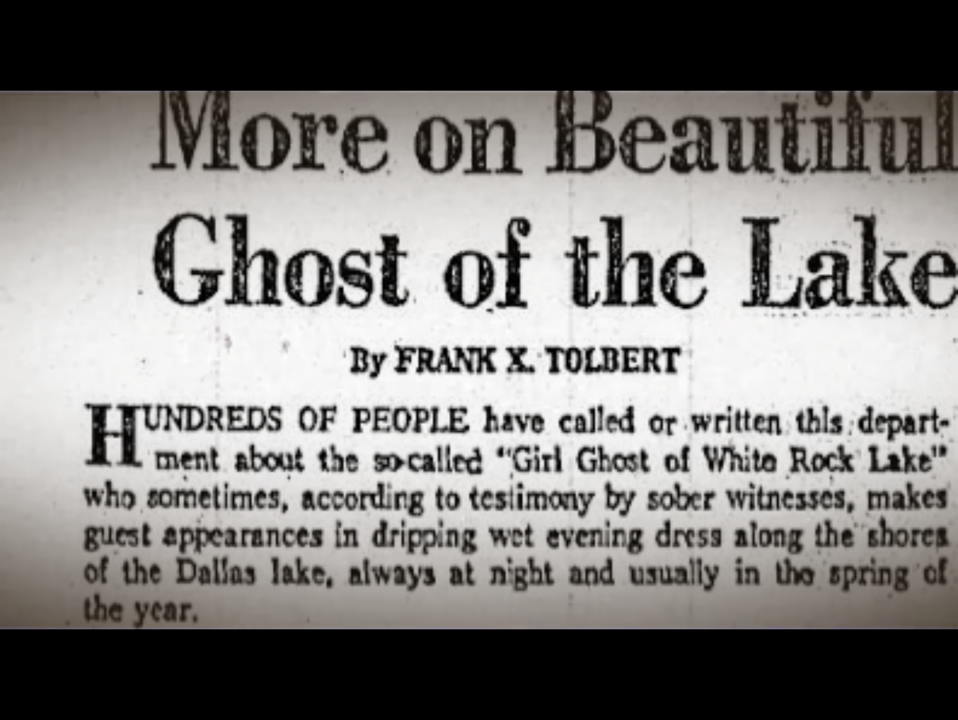 More on Beautiful
Ghost of the Lake
By FRANK X. TOLBERT
HUNDREDS OF PEOPLE have called or written this depart-
ment about the so-called "Girl Ghost of White Rock Lake"
who sometimes, according to testimony by sober witnesses, makes
guest appearances in dripping wet evening dress along the shores
of the Dallas lake, always at night and usually in the spring of
the year.